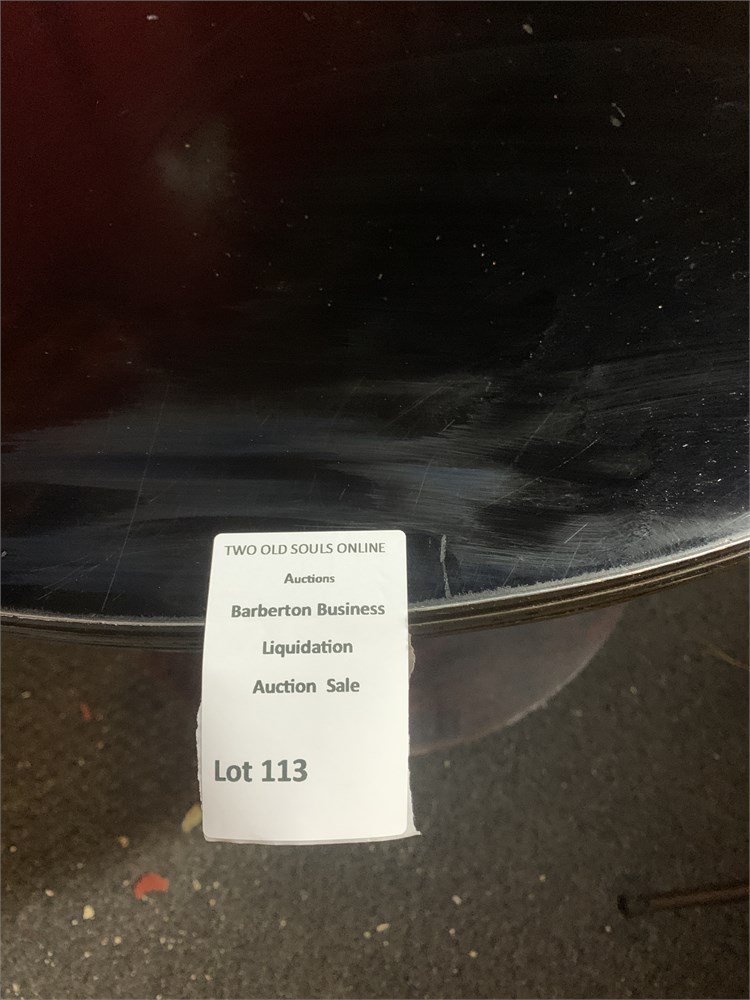 TWO OLD SOULS ONLINE
Auctions
Barberton Business
Liquidation
Auction Sale
Lot 113